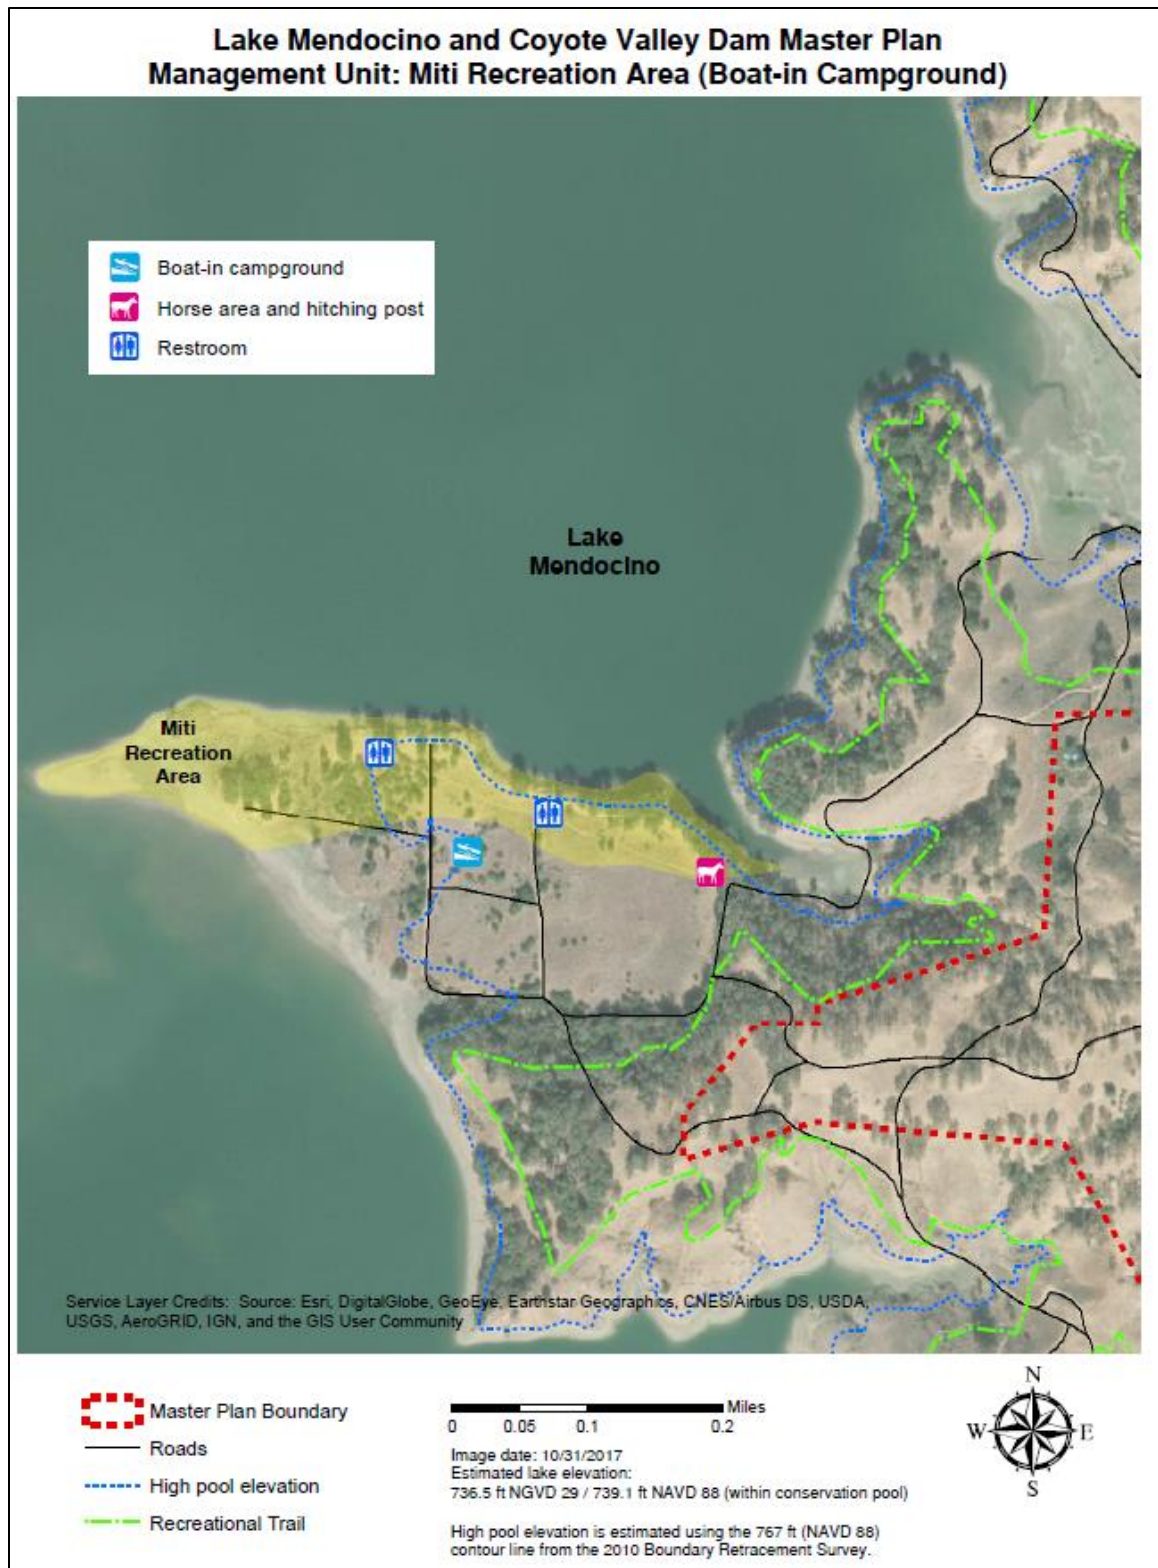 Lake Mendocino and Coyote Valley Dam Master Plan
Management Unit: Miti Recreation Area (Boat-in Campground)
Boat-in campground
Horse area and hitching post
Restroom
Lake
Mendocino
Miti
Recreation
Area
Service Layer Credits: Source: Esri, DigitalGlobe, GeoEye, Earthstar Geographics, CNES/Airbus DS, USDA,
USGS, AeroGRID, IGN, and the GIS User Community
Master Plan Boundary
Roads
High pool elevation
Recreational Trail
Miles
0 0.05 0.1 0.2
Image date: 10/31/2017
Estimated lake elevation:
736.5 ft NGVD 29 / 739.1 ft NAVD 88 (within conservation pool)
High pool elevation is estimated using the 767 ft (NAVD 88)
contour line from the 2010 Boundary Retracement Survey.
N
W E
S